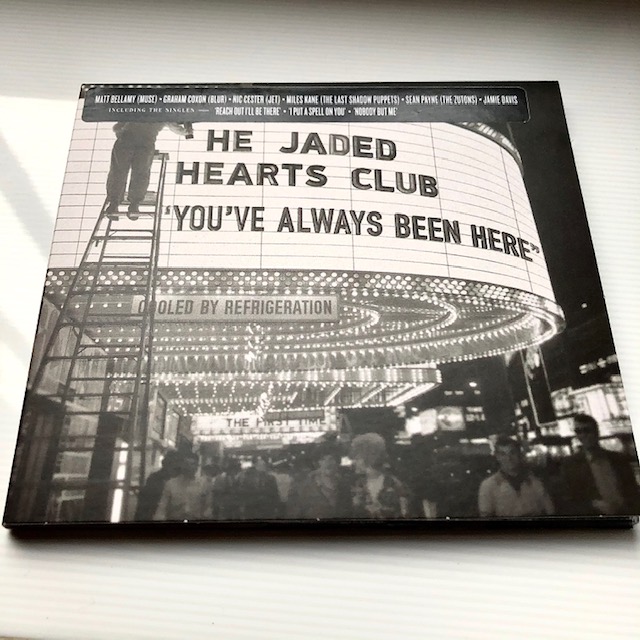 MATT BELLAMY (MUSE) • GRAHAM COXON (BLUR) • NIC CESTER (JET) • MILES KANE (THE LAST SHADOW PUPPETS) • SEAN PAYNE (THE ZUTONS) • JAMIE DAVIS
INCLUDING THE SINGLES — 'REACH OUT I'LL BE THERE' • 'I PUT A SPELL ON YOU' • 'NOBODY BUT ME'
HE JADED
HEARTS CLUB
'YOU'VE ALWAYS BEEN HERE"
OOLED BY REFRIGERATION
THE FIRST TIME